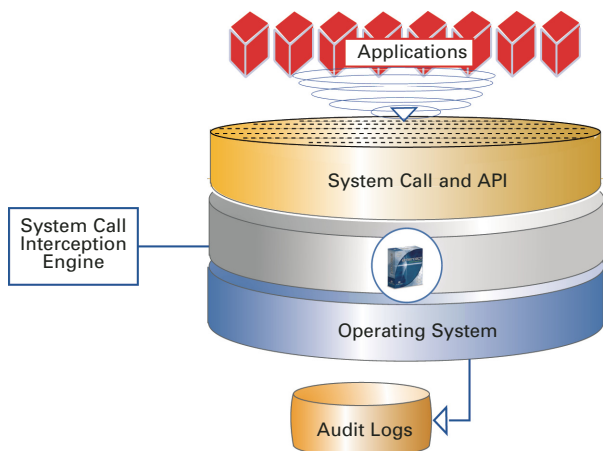 Applications
System Call and API
System Call
Interception
Engine
Operating System
Audit Logs